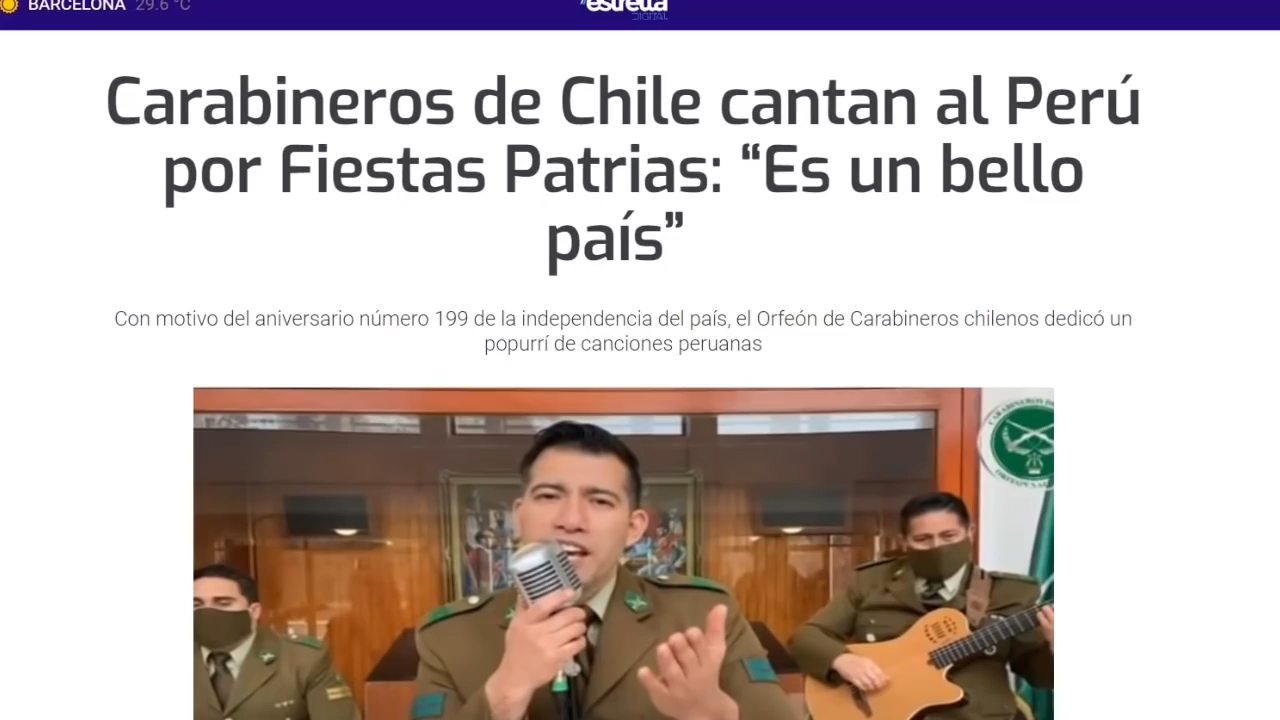 BARCELONA 29.6 °C
estrella
DIGITAL
Carabineros de Chile cantan al Perú
por Fiestas Patrias: “Es un bello
país”
Con motivo del aniversario número 199 de la independencia del país, el Orfeón de Carabineros chilenos dedicó un
popurrí de canciones peruanas